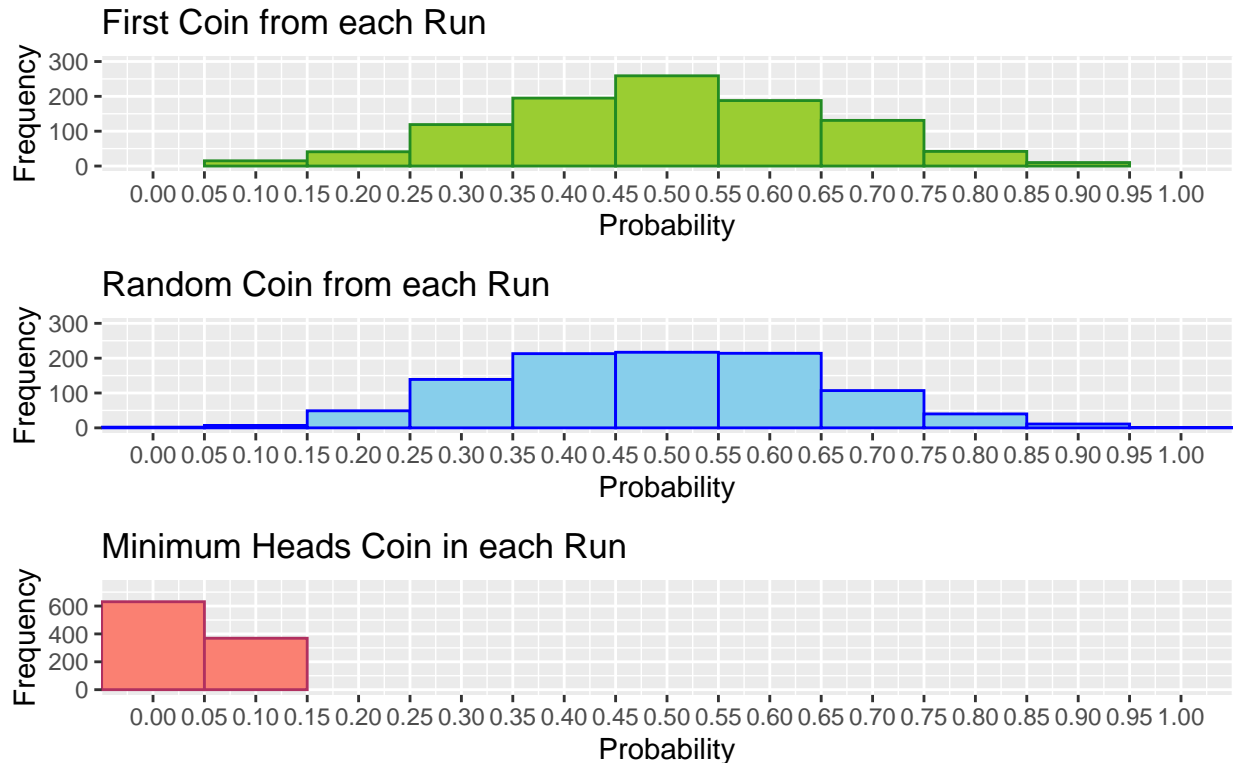 First Coin from each Run
Frequency
300
200
100
0
0.00 0.05 0.10 0.15 0.20 0.25 0.30 0.35 0.40 0.45 0.50 0.55 0.60 0.65 0.70 0.75 0.80 0.85 0.90 0.95 1.00
Probability
Random Coin from each Run
Frequency
300
200
100
0
0.00 0.05 0.10 0.15 0.20 0.25 0.30 0.35 0.40 0.45 0.50 0.55 0.60 0.65 0.70 0.75 0.80 0.85 0.90 0.95 1.00
Probability
Minimum Heads Coin in each Run
Frequency
600
400
200
0
0.00 0.05 0.10 0.15 0.20 0.25 0.30 0.35 0.40 0.45 0.50 0.55 0.60 0.65 0.70 0.75 0.80 0.85 0.90 0.95 1.00
Probability